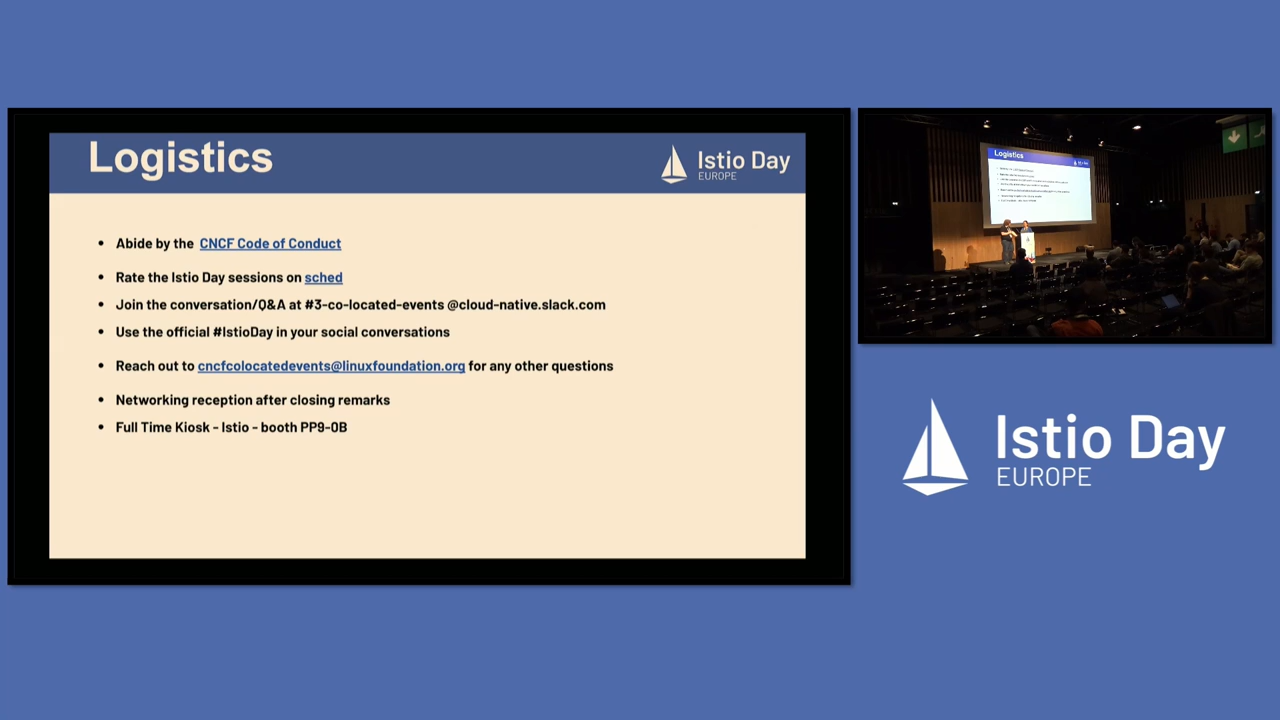 Logistics
Istio Day
EUROPE
• Abide by the CNCF Code of Conduct
• Rate the Istio Day sessions on sched
• Join the conversation/Q&A at #3-co-located-events @cloud-native.slack.com
• Use the official #IstioDay in your social conversations
• Reach out to cncfcolocatedevents@linuxfoundation.org for any other questions
• Networking reception after closing remarks
• Full Time Kiosk - Istio - booth PP9-0B
Logistics
Istio Day
EUROPE